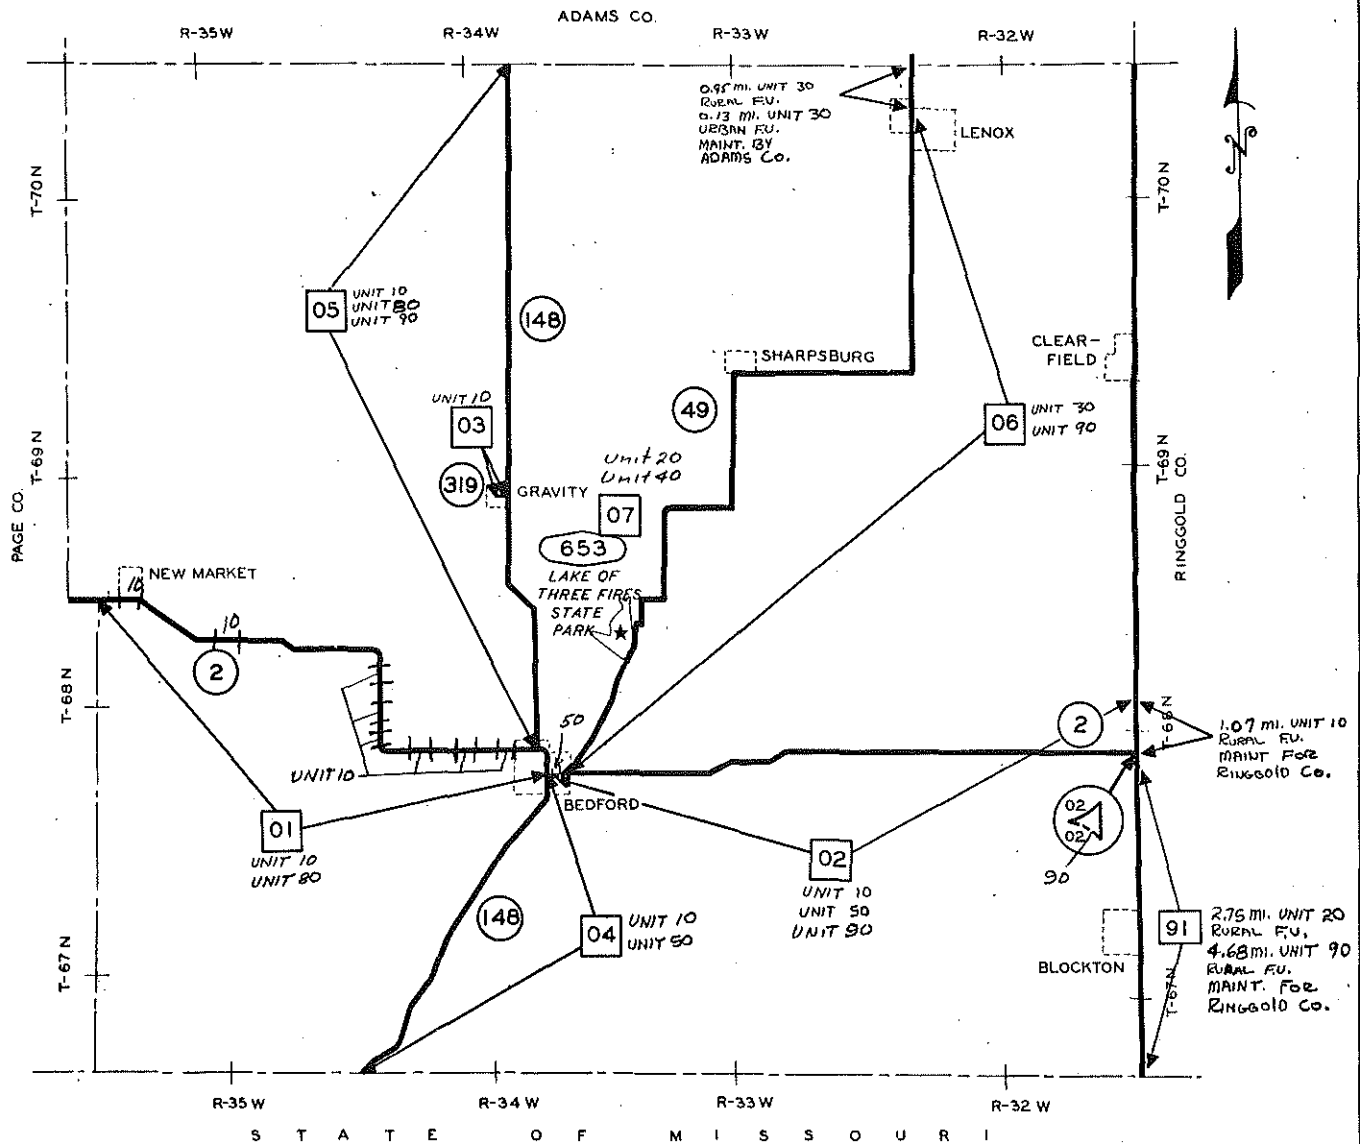 ADAMS CO.
R-35W
R-34W
R-33W
R-32W
0.95 MI. UNIT 30
RURAL F.U.
0.13 MI. UNIT 30
URBAN F.U.
MAINT. BY
ADAMS CO.
LENOX
T-70N
T-70N
N
05
UNIT 10
UNIT 80
UNIT 90
148
SHARPSBURG
CLEAR-
FIELD
UNIT 10
03
49
06
UNIT 30
UNIT 90
T-69N
T-69N
Unit 20
Unit 40
319
GRAVITY
07
PAGE CO.
RINGGOLD CO.
653
LAKE OF
THREE FIRES
STATE
PARK
NEW MARKET
10
10
2
T-68N
T-68N
50
2
1.07 MI. UNIT 10
RURAL F.U.
MAINT FOR
RINGGOLD CO.
UNIT 10
BEDFORD
01
UNIT 10
UNIT 80
02
02
90
02
UNIT 10
UNIT 50
UNIT 90
148
04
UNIT 10
UNIT 50
91
2.75 MI. UNIT 20
RURAL F.U.
4.68 MI. UNIT 90
RURAL F.U.
MAINT. FOR
RINGGOLD CO.
BLOCKTON
T-67N
T-67N
R-35W
R-34W
R-33W
R-32W
STATE OF MISSOURI